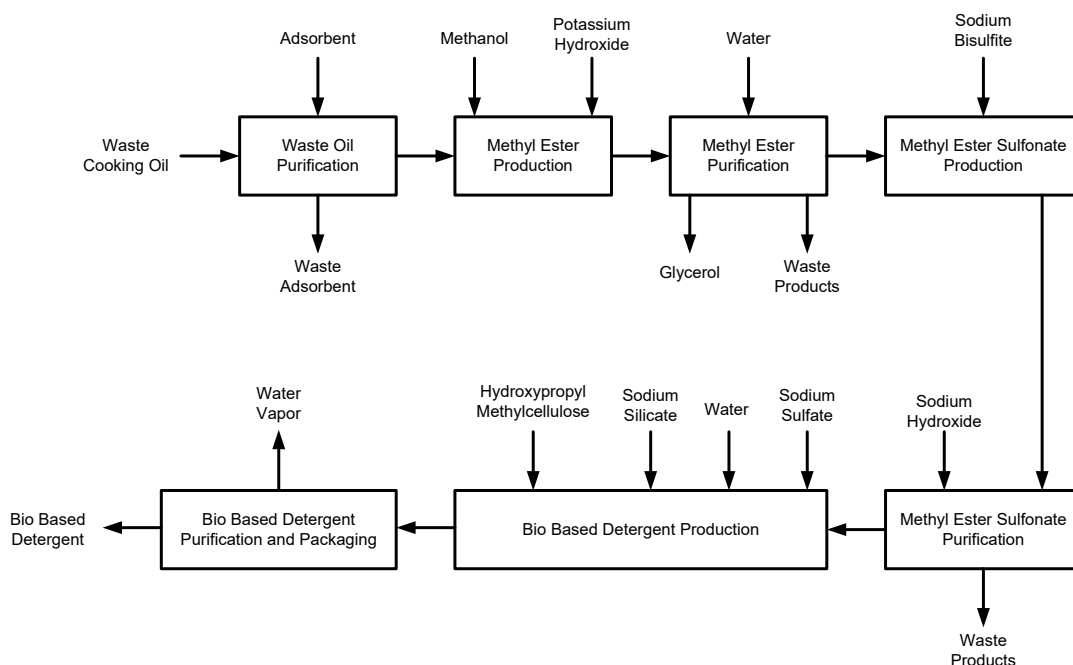 Adsorbent
Methanol
Potassium
Hydroxide
Water
Sodium
Bisulfite
Waste
Cooking Oil
Waste Oil
Purification
Methyl Ester
Production
Methyl Ester
Purification
Methyl Ester Sulfonate
Production
Waste
Adsorbent
Glycerol
Waste
Products
Water
Vapor
Hydroxypropyl
Methylcellulose
Sodium
Silicate
Water
Sodium
Sulfate
Sodium
Hydroxide
Bio Based
Detergent
Bio Based Detergent
Purification and Packaging
Bio Based Detergent Production
Methyl Ester Sulfonate
Purification
Waste
Products